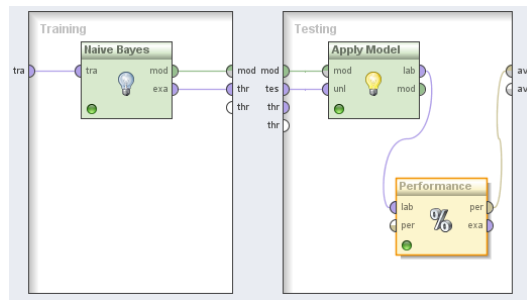 Training
Naive Bayes
tra
tra
mod
exa
mod
thr
thr
Testing
Apply Model
mod
tes
thr
thr
mod
unl
lab
mod
av
av
Performance
lab
per
per
exa
%